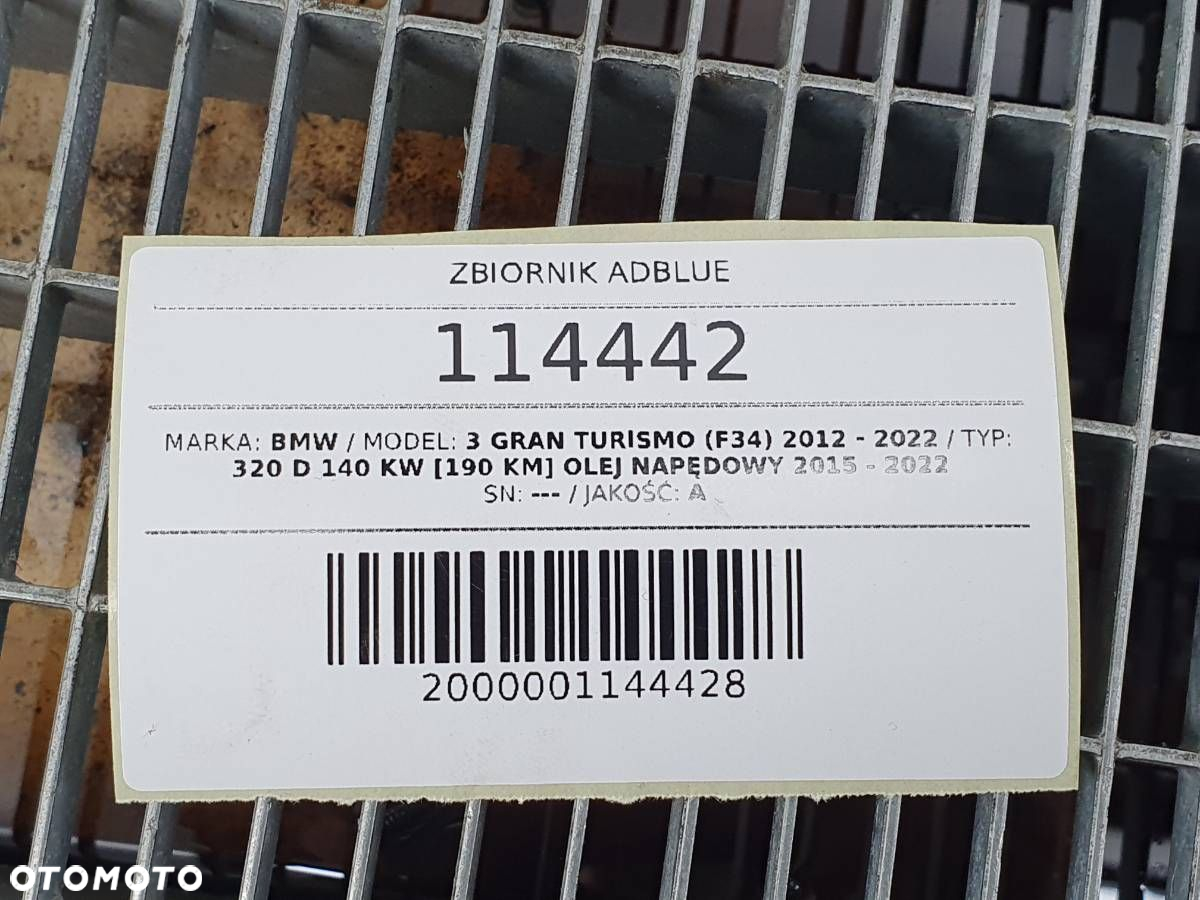 ZBIORNIK ADBLUE
114442
MARKA: BMW / MODEL: 3 GRAN TURISMO (F34) 2012 - 2022 / TYP:
320 D 140 KW [190 KM] OLEJ NAPĘDOWY 2015 - 2022
SN: --- / JAKOŚĆ: A
2000001144428
OTOMOTO